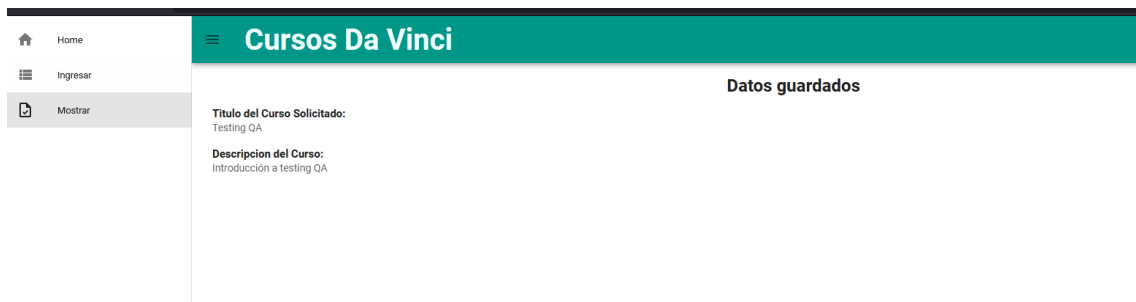 Home
Ingresar
Mostrar
Cursos Da Vinci
Datos guardados
Titulo del Curso Solicitado:
Testing QA
Descripcion del Curso:
Introducción a testing QA